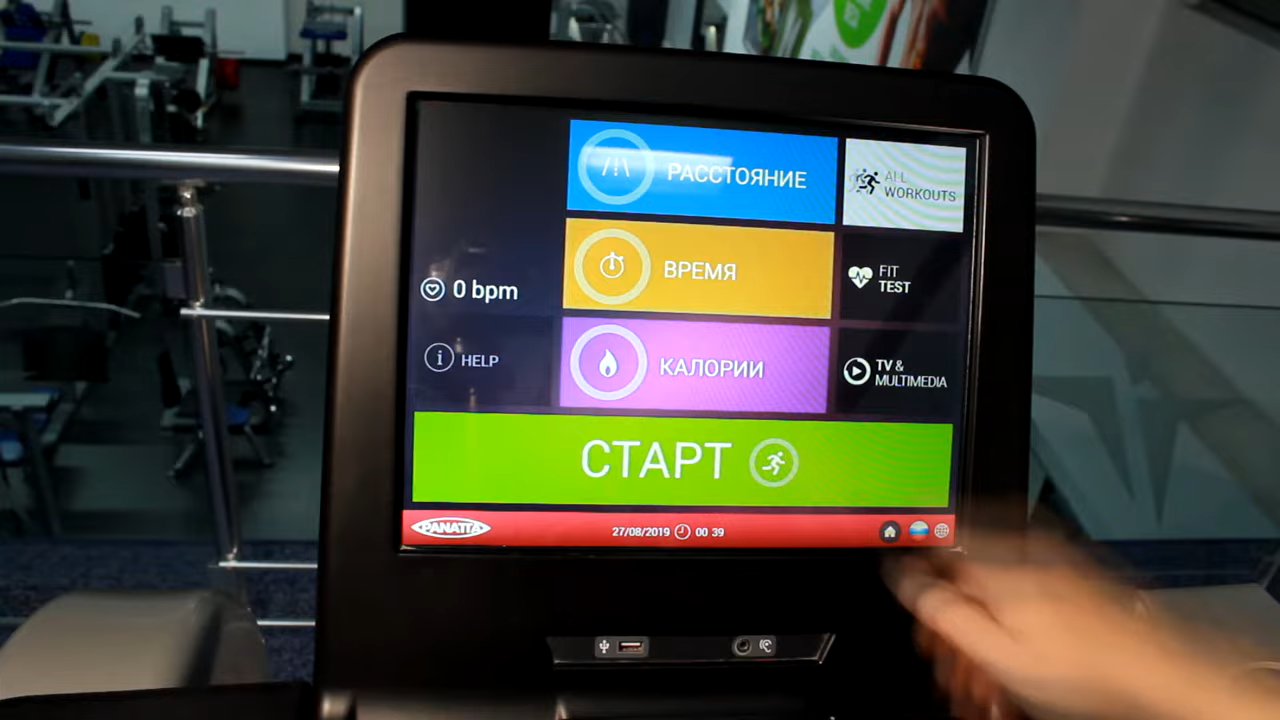 РАССТОЯНИЕ
ALL
WORKOUTS
ВРЕМЯ
FIT
TEST
0 bpm
КАЛОРИИ
HELP
TV &
MULTIMEDIA
СТАРТ
PANATTA
27/08/2019 00 39